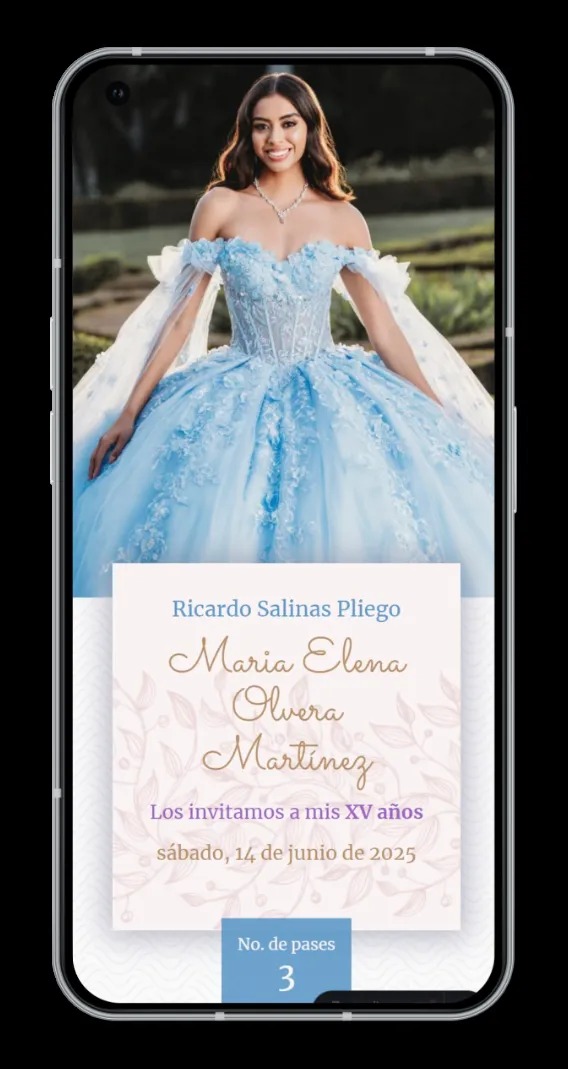 Ricardo Salinas Pliego
Maria Elena
Olvera
Martínez
Los invitamos a mis XV años
sábado, 14 de junio de 2025
No. de pases
3